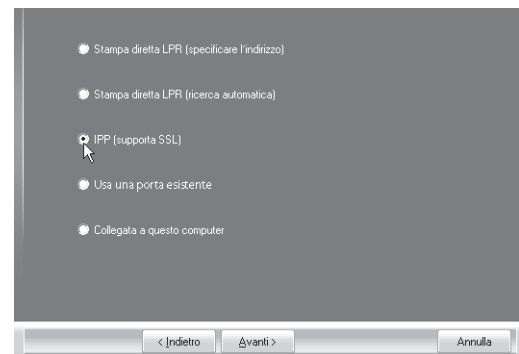 Stampa diretta LPR (specificare l'indirizzo)
Stampa diretta LPR (ricerca automatica)
IPP (supporta SSL)
Usa una porta esistente
Collegata a questo computer
< Indietro
Avanti >
Annulla